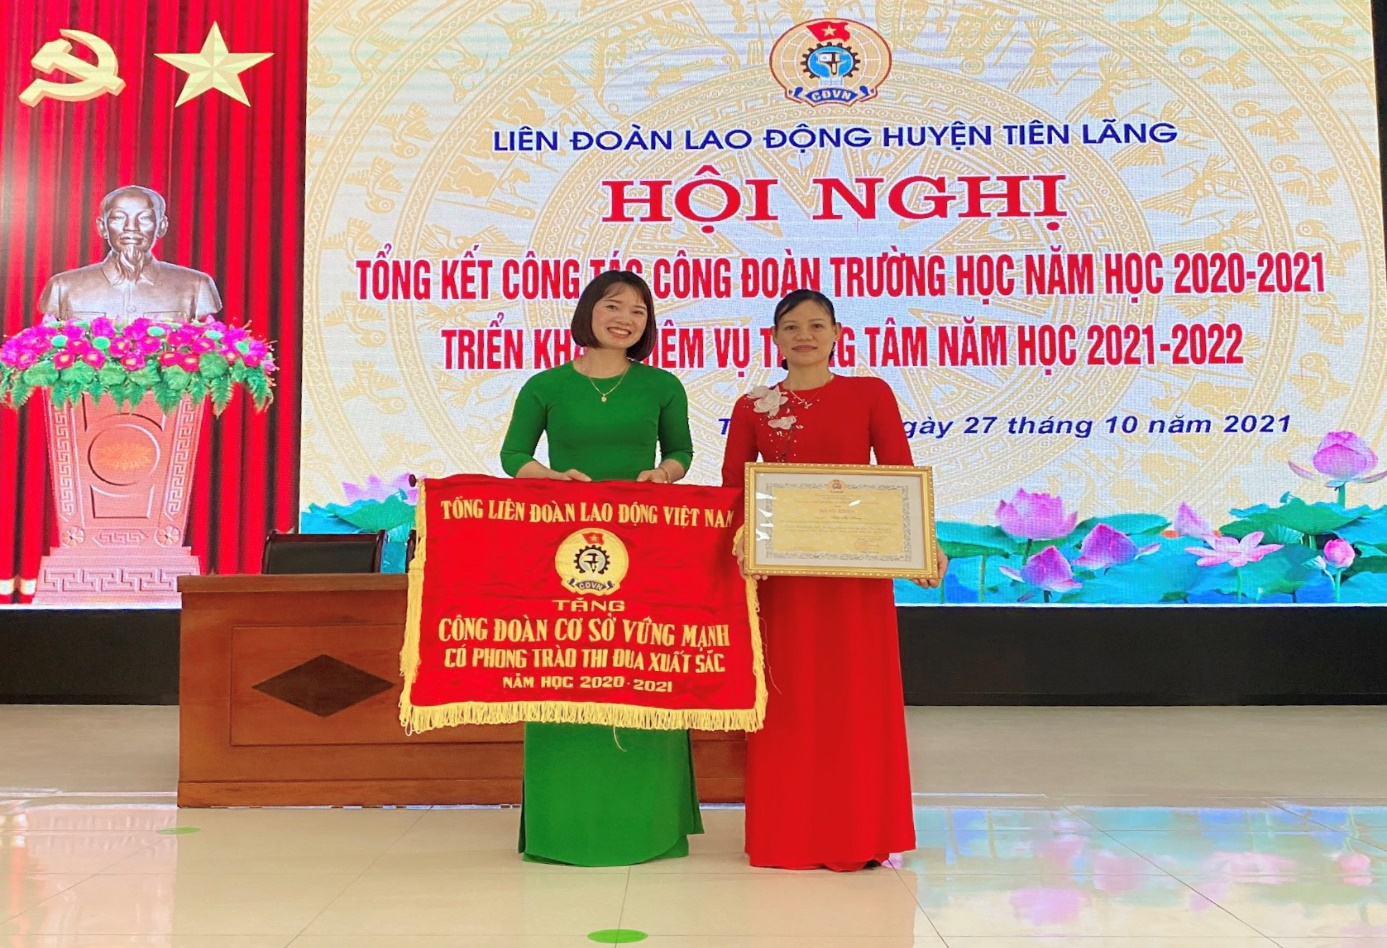 CĐVN
LIÊN ĐOÀN LAO ĐỘNG HUYỆN TIÊN LÃNG
HỘI NGHỊ
TỔNG KẾT CÔNG TÁC CÔNG ĐOÀN TRƯỜNG HỌC NĂM HỌC 2020-2021
TRIỂN VỤ TÂM NĂM HỌC 2021-2022
27 tháng 10 năm 2021
TỔNG LIÊN ĐOÀN LAO ĐỘNG VIỆT NAM
CĐVN
TẶNG
CÔNG ĐOÀN CƠ SỞ VỮNG MẠNH
CÓ PHONG TRÀO THI ĐUA XUẤT SẮC
NĂM HỌC 2020-2021